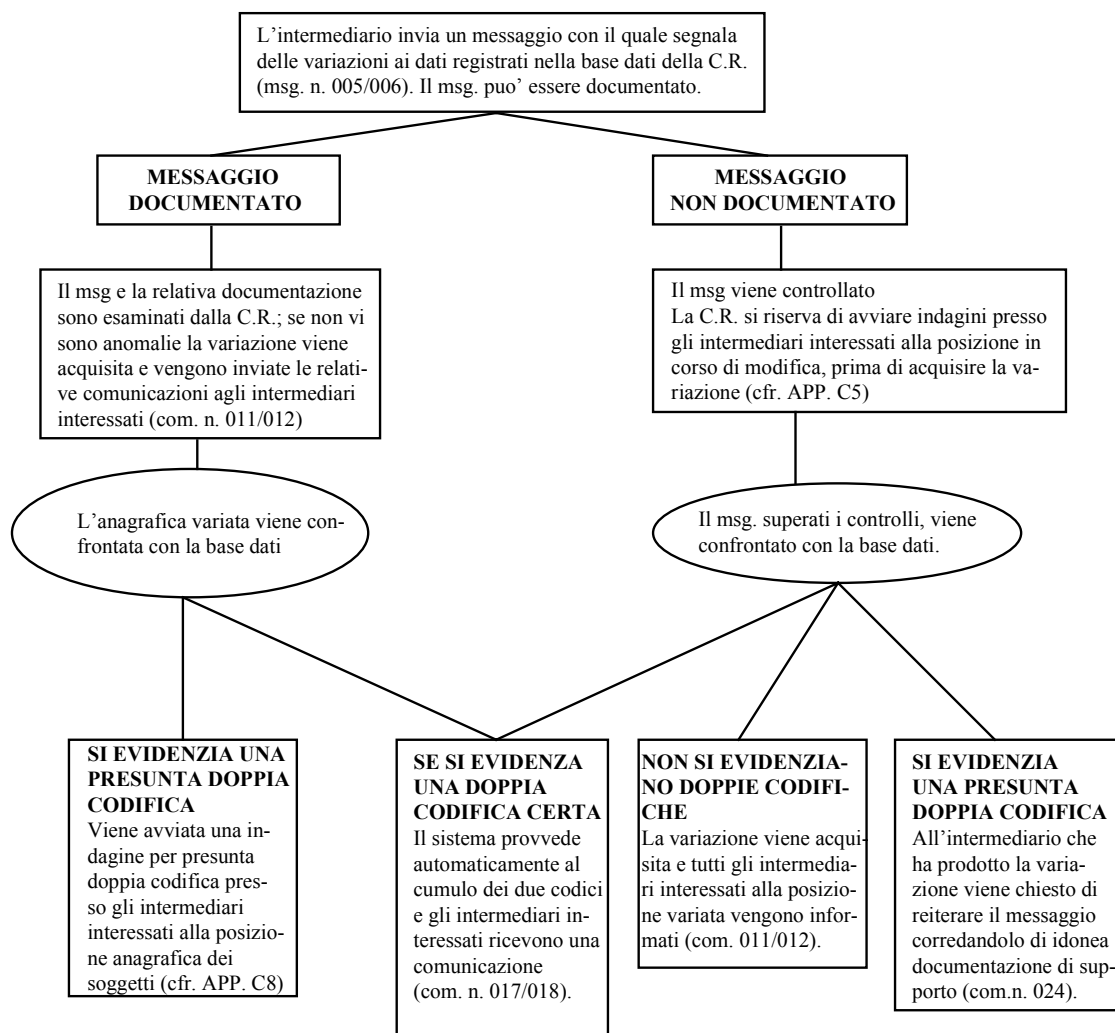 L’intermediario invia un messaggio con il quale segnala
delle variazioni ai dati registrati nella base dati della C.R.
(msg. n. 005/006). Il msg. puo’ essere documentato.
MESSAGGIO
DOCUMENTATO
MESSAGGIO
NON DOCUMENTATO
Il msg e la relativa documentazione
sono esaminati dalla C.R.; se non vi
sono anomalie la variazione viene
acquisita e vengono inviate le relati-
ve comunicazioni agli intermediari
interessati (com. n. 011/012)
Il msg viene controllato
La C.R. si riserva di avviare indagini presso
gli intermediari interessati alla posizione in
corso di modifica, prima di acquisire la va-
riazione (cfr. APP. C5)
L’anagrafica variata viene con-
frontata con la base dati
Il msg. superati i controlli, viene
confrontato con la base dati.
SI EVIDENZIA UNA
PRESUNTA DOPPIA
CODIFICA
Viene avviata una in-
dagine per presunta
doppia codifica pres-
so gli intermediari
interessati alla posizio-
ne anagrafica dei
soggetti (cfr. APP. C8)
SE SI EVIDENZA
UNA DOPPIA
CODIFICA CERTA
Il sistema provvede
automaticamente al
cumulo dei due codici
e gli intermediari in-
teressati ricevono una
comunicazione
(com. n. 017/018).
NON SI EVIDENZIA-
NO DOPPIE CODIFI-
CHE
La variazione viene acqui-
sita e tutti gli intermedia-
ri interessati alla posizio-
ne variata vengono infor-
mati (com. 011/012).
SI EVIDENZIA
UNA PRESUNTA
DOPPIA CODIFICA
All’intermediario che
ha prodotto la varia-
zione viene chiesto di
reiterare il messaggio
corredandolo di idonea
documentazione di sup-
porto (com.n. 024).